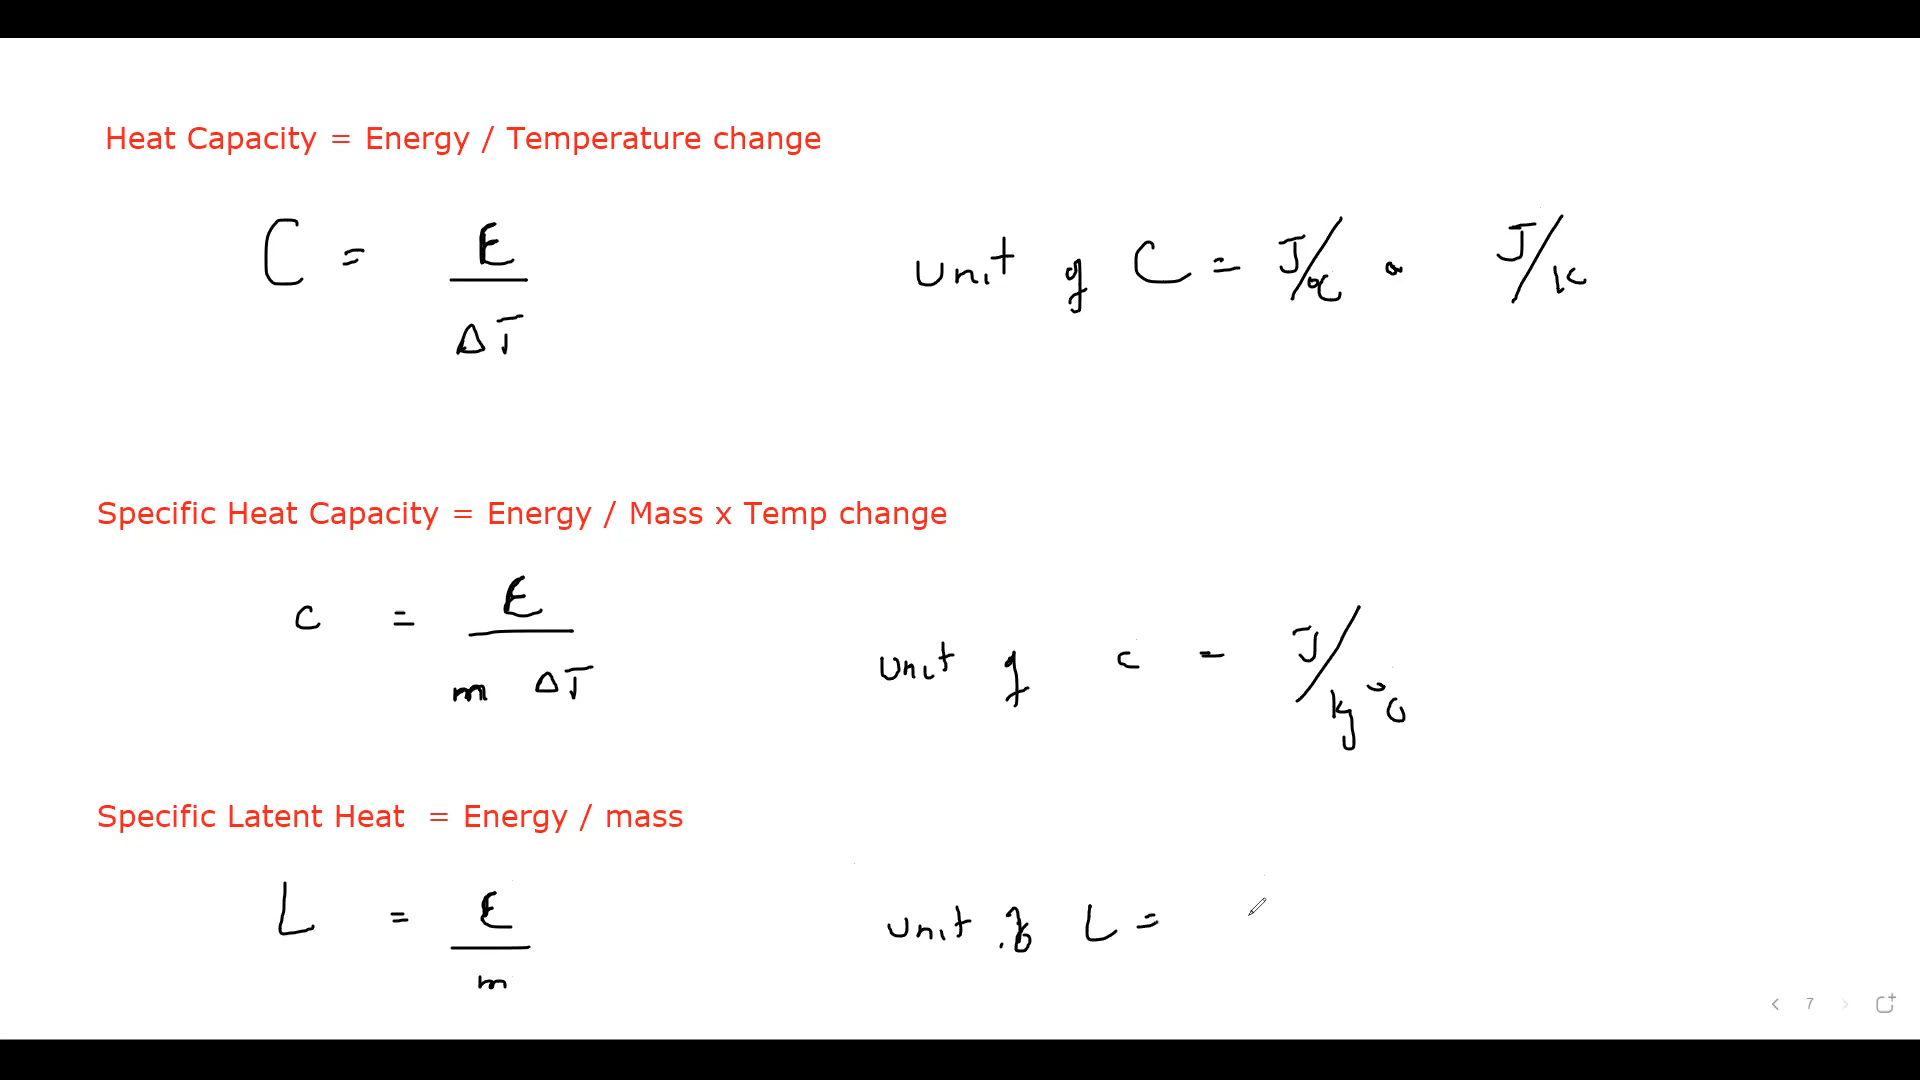 Heat Capacity = Energy / Temperature change
C = E / ΔT
unit of C = J/°C or J/K
Specific Heat Capacity = Energy / Mass x Temp change
c = E / m ΔT
unit of c = J/kg °C
Specific Latent Heat = Energy / mass
L = E / m
unit of L =
7